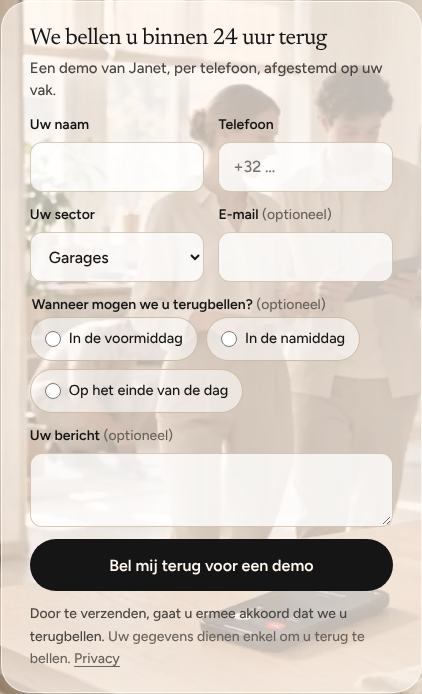 We bellen u binnen 24 uur terug
Een demo van Janet, per telefoon, afgestemd op uw
vak.
Uw naam
Telefoon
+32 ...
Uw sector
E-mail (optioneel)
Garages
Wanneer mogen we u terugbellen? (optioneel)
In de voormiddag
In de namiddag
Op het einde van de dag
Uw bericht (optioneel)
Bel mij terug voor een demo
Door te verzenden, gaat u ermee akkoord dat we u
terugbellen. Uw gegevens dienen enkel om u terug te
bellen. Privacy